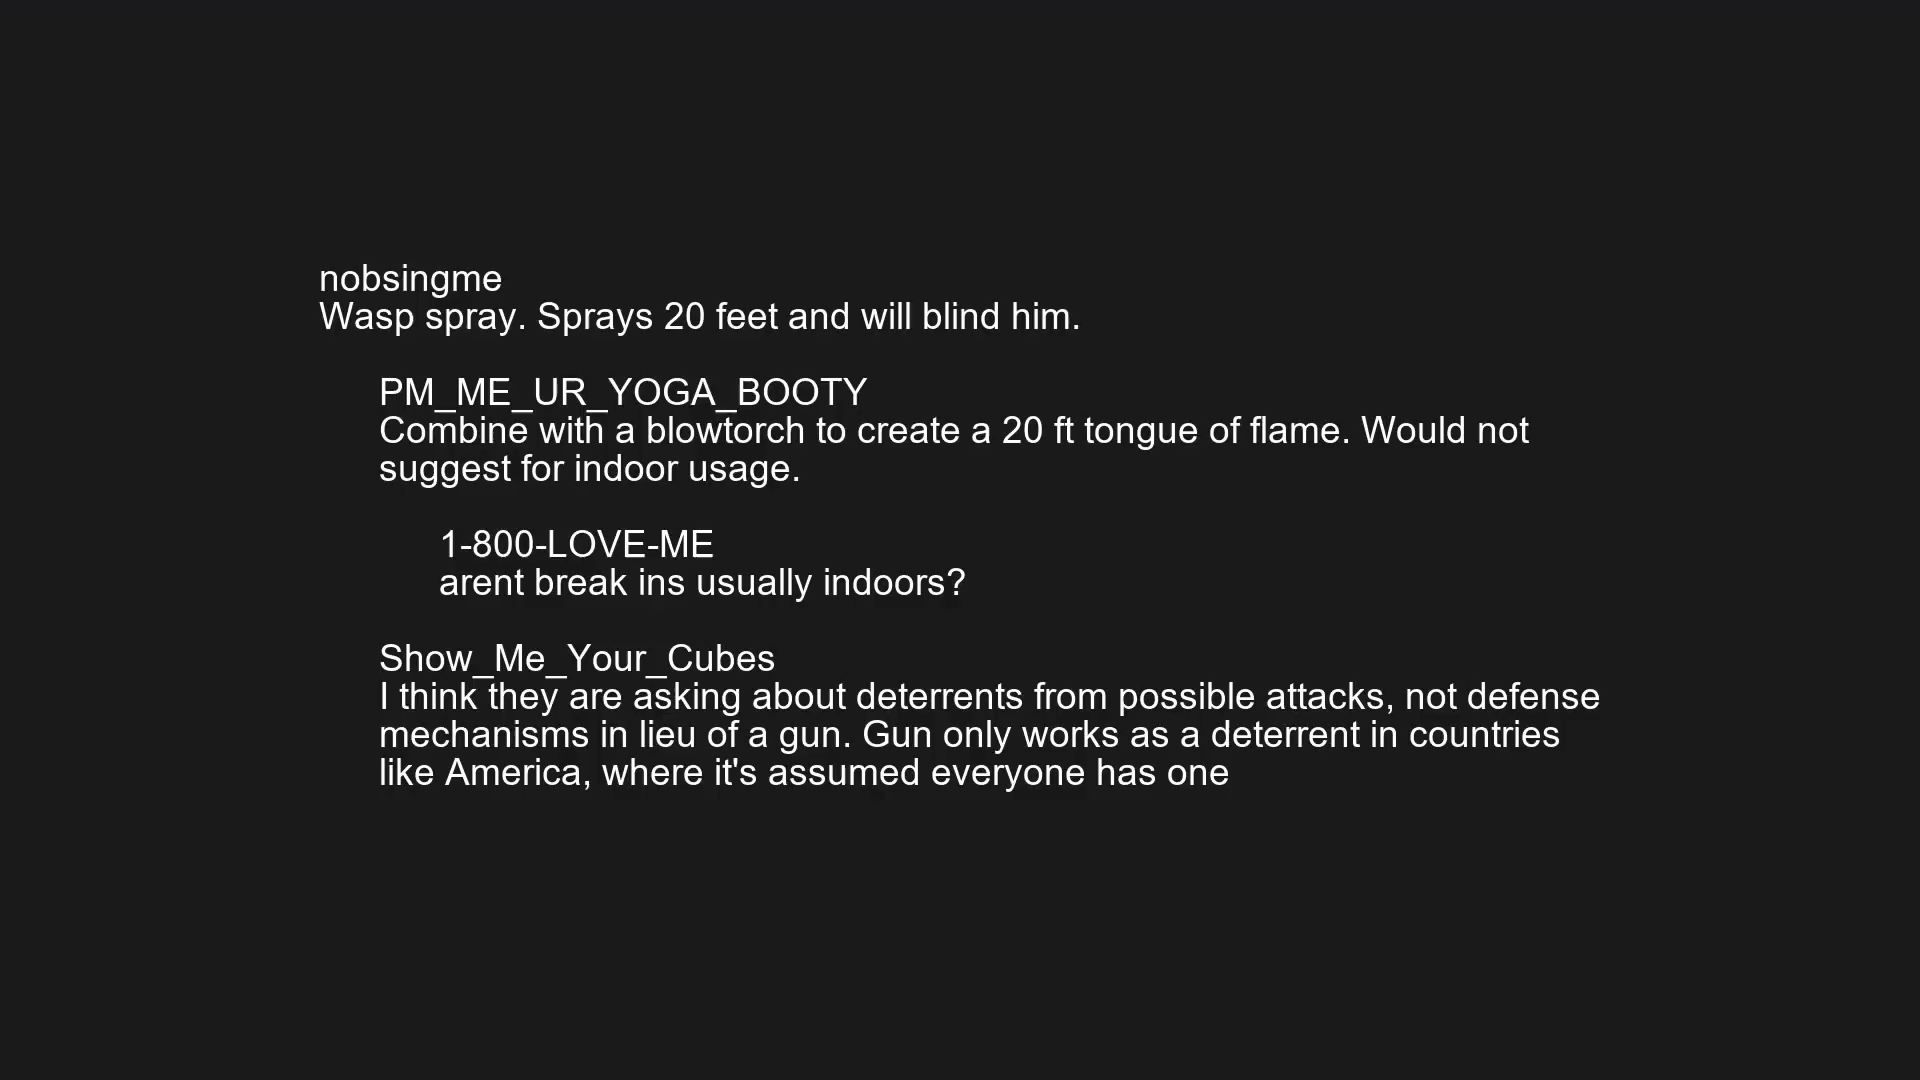 nobsingme
Wasp spray. Sprays 20 feet and will blind him.
PM_ME_UR_YOGA_BOOTY
Combine with a blowtorch to create a 20 ft tongue of flame. Would not
suggest for indoor usage.
1-800-LOVE-ME
arent break ins usually indoors?
Show_Me_Your_Cubes
I think they are asking about deterrents from possible attacks, not defense
mechanisms in lieu of a gun. Gun only works as a deterrent in countries
like America, where it's assumed everyone has one